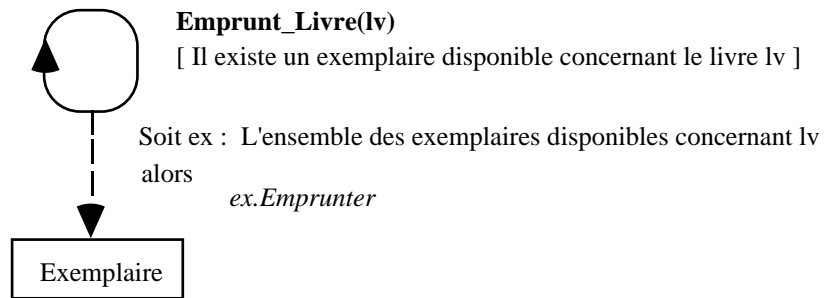 Emprunt_Livre(lv)
[ Il existe un exemplaire disponible concernant le livre lv ]
Soit ex : L'ensemble des exemplaires disponibles concernant lv
alors
ex.Emprunter
Exemplaire